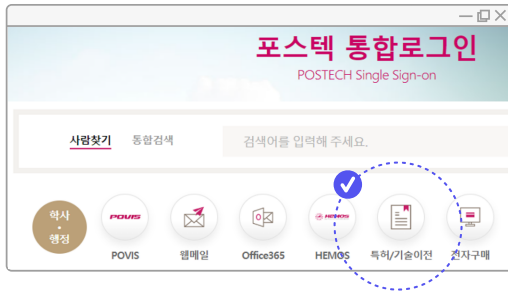 포스텍 통합로그인
POSTECH Single Sign-on
사람찾기 통합검색 검색어를 입력해 주세요.
학사
·
행정
POVIS HEMOS
POVIS 웹메일 Office365 HEMOS 특허/기술이전 전자구매